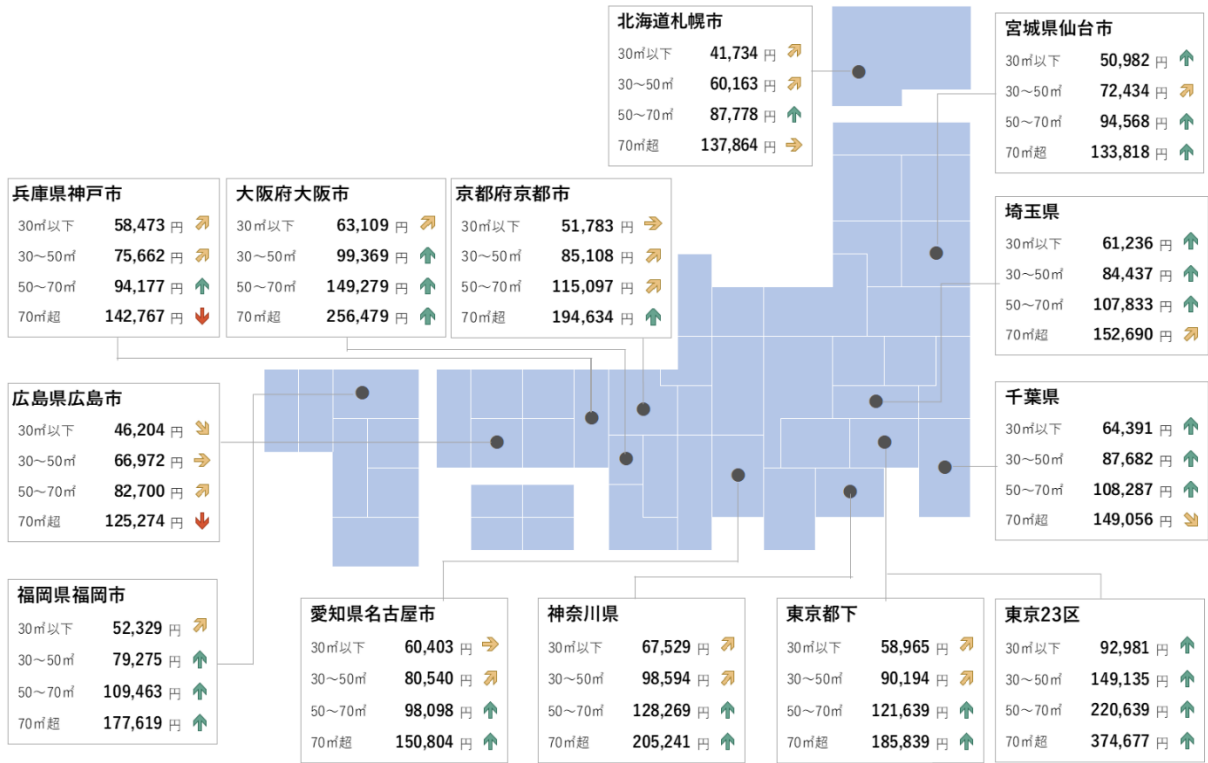 北海道札幌市
30㎡以下 41,734 円
30～50㎡ 60,163 円
50～70㎡ 87,778 円
70㎡超 137,864 円
宮城県仙台市
30㎡以下 50,982 円
30～50㎡ 72,434 円
50～70㎡ 94,568 円
70㎡超 133,818 円
兵庫県神戸市
30㎡以下 58,473 円
30～50㎡ 75,662 円
50～70㎡ 94,177 円
70㎡超 142,767 円
大阪府大阪市
30㎡以下 63,109 円
30～50㎡ 99,369 円
50～70㎡ 149,279 円
70㎡超 256,479 円
京都府京都市
30㎡以下 51,783 円
30～50㎡ 85,108 円
50～70㎡ 115,097 円
70㎡超 194,634 円
埼玉県
30㎡以下 61,236 円
30～50㎡ 84,437 円
50～70㎡ 107,833 円
70㎡超 152,690 円
広島県広島市
30㎡以下 46,204 円
30～50㎡ 66,972 円
50～70㎡ 82,700 円
70㎡超 125,274 円
千葉県
30㎡以下 64,391 円
30～50㎡ 87,682 円
50～70㎡ 108,287 円
70㎡超 149,056 円
福岡県福岡市
30㎡以下 52,329 円
30～50㎡ 79,275 円
50～70㎡ 109,463 円
70㎡超 177,619 円
愛知県名古屋市
30㎡以下 60,403 円
30～50㎡ 80,540 円
50～70㎡ 98,098 円
70㎡超 150,804 円
神奈川県
30㎡以下 67,529 円
30～50㎡ 98,594 円
50～70㎡ 128,269 円
70㎡超 205,241 円
東京都下
30㎡以下 58,965 円
30～50㎡ 90,194 円
50～70㎡ 121,639 円
70㎡超 185,839 円
東京23区
30㎡以下 92,981 円
30～50㎡ 149,135 円
50～70㎡ 220,639 円
70㎡超 374,677 円